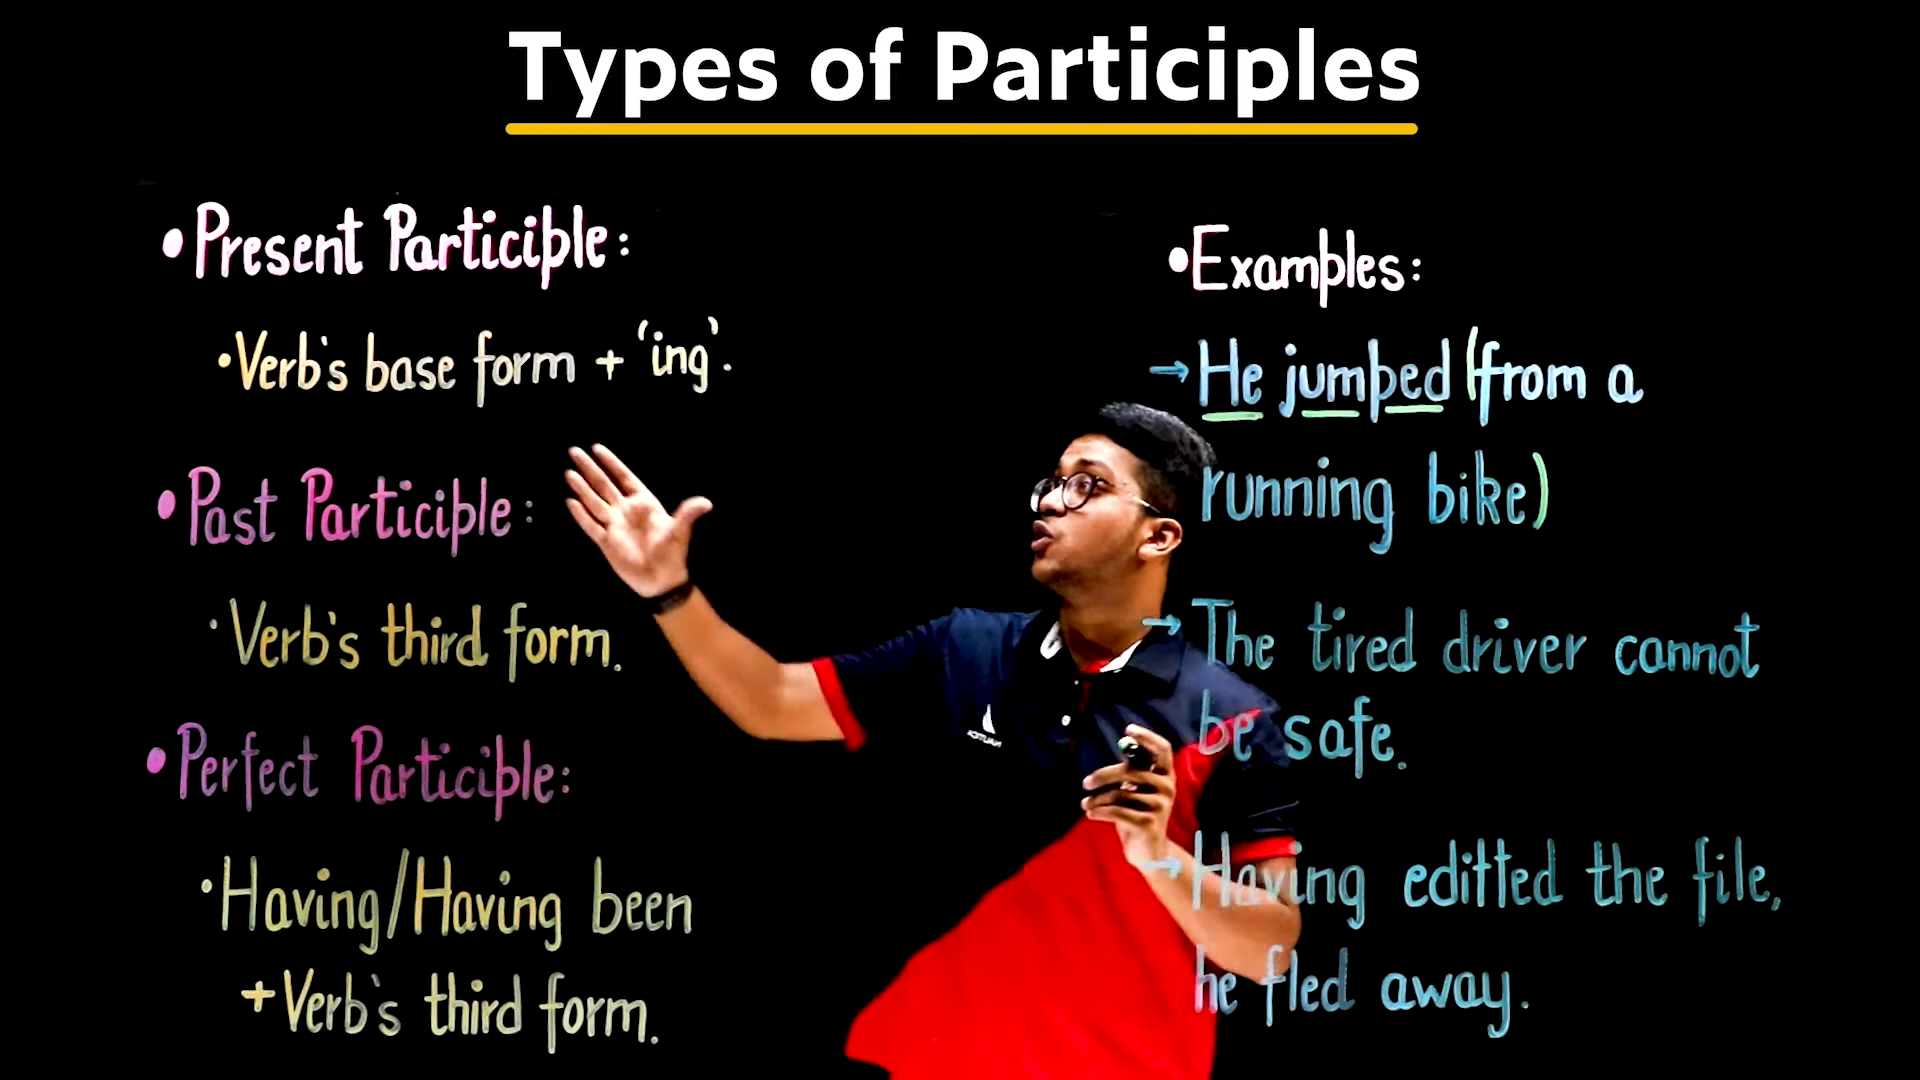 Types of Participles
•Present Participle:
•Verb's base form + 'ing'.
•Past Participle:
•Verb's third form.
•Perfect Participle:
•Having/Having been
+Verb's third form.
•Examples:
→He jumped (from a
running bike)
→The tired driver cannot
be safe.
→Having editted the file,
he fled away.